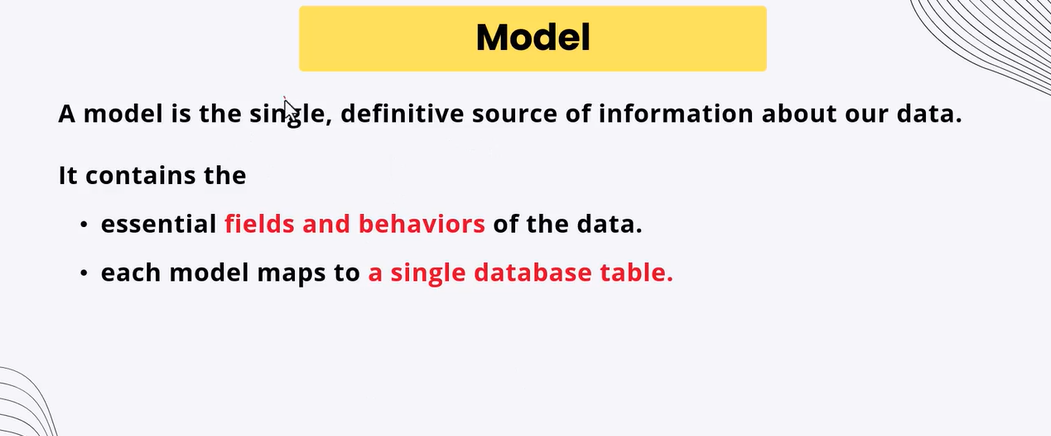 Model
A model is the single, definitive source of information about our data.
It contains the
• essential fields and behaviors of the data.
• each model maps to a single database table.